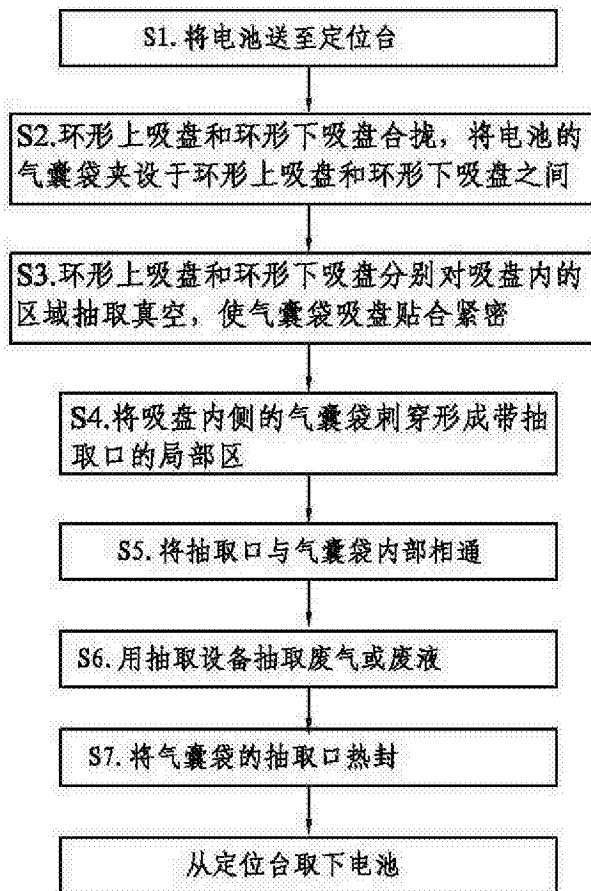 S1.将电池送至定位台
S2.环形上吸盘和环形下吸盘合拢，将电池的
气囊袋夹设于环形上吸盘和环形下吸盘之间
S3.环形上吸盘和环形下吸盘分别对吸盘内的
区域抽取真空，使气囊袋吸盘贴合紧密
S4.将吸盘内侧的气囊袋刺穿形成带抽
取口的局部区
S5.将抽取口与气囊袋内部相通
S6.用抽取设备抽取废气或废液
S7.将气囊袋的抽取口热封
从定位台取下电池